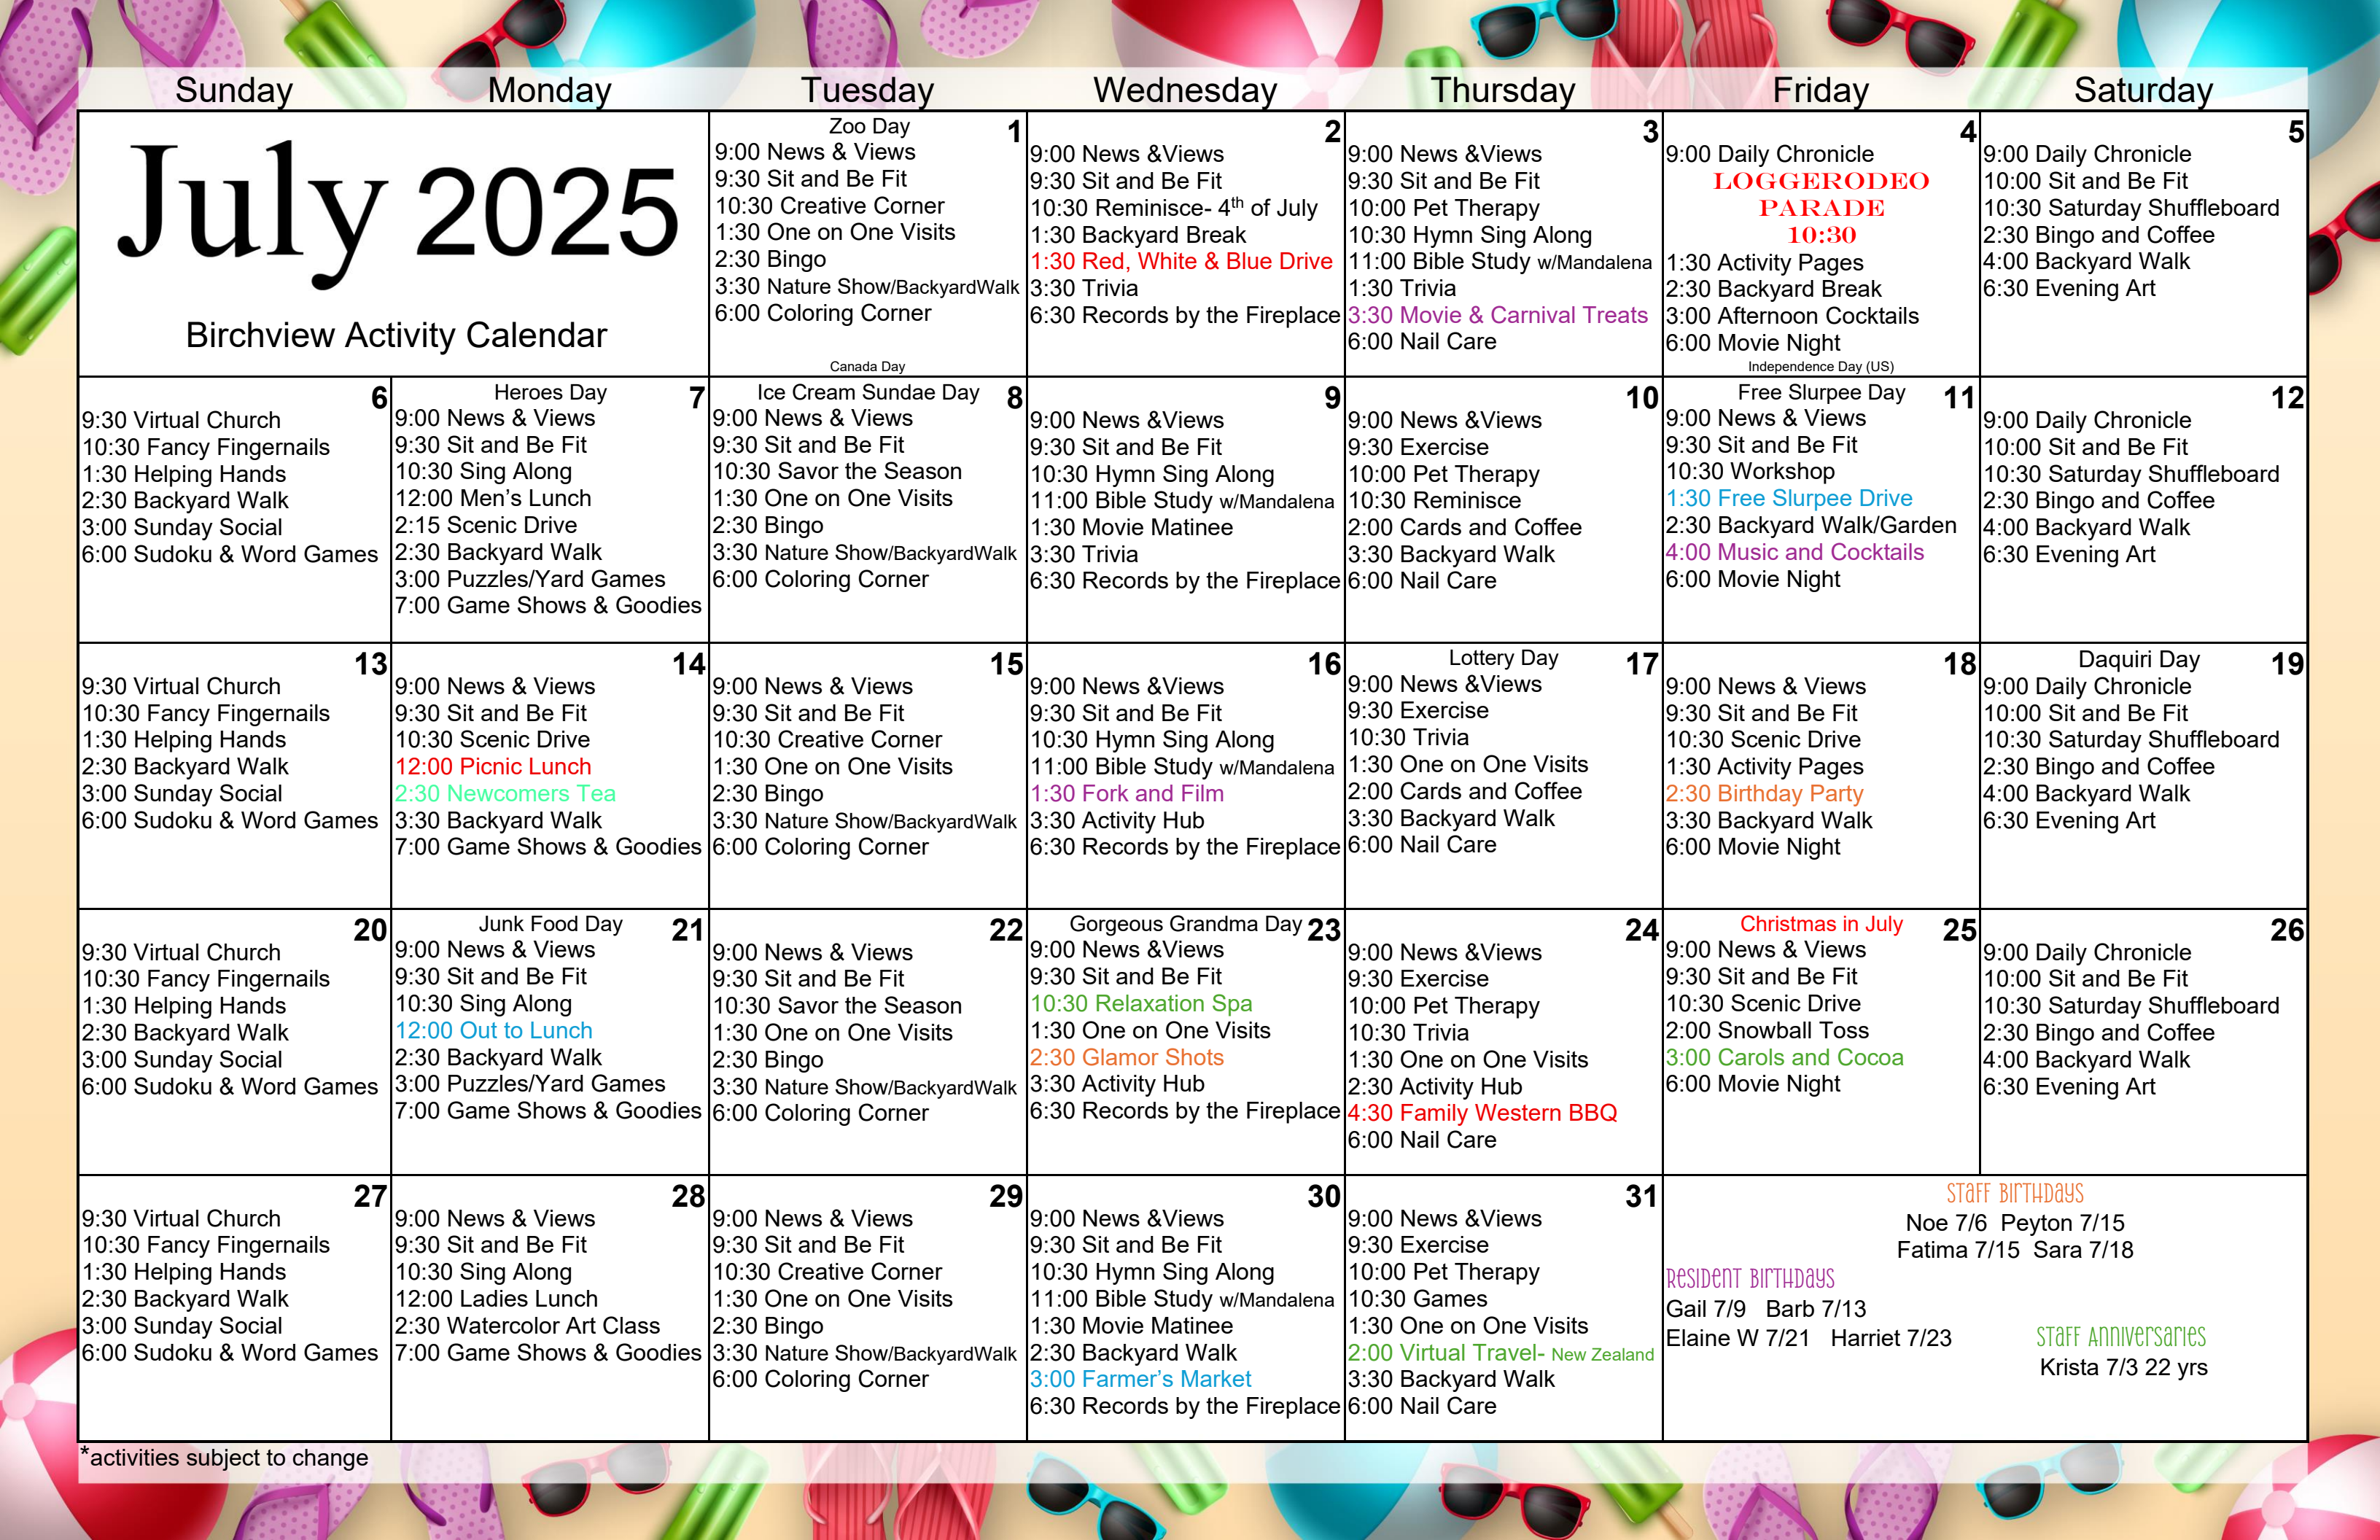 Sunday Monday Tuesday Wednesday Thursday Friday Saturday
July 2025
Birchview Activity Calendar
Zoo Day 1
9:00 News & Views
9:30 Sit and Be Fit
10:30 Creative Corner
1:30 One on One Visits
2:30 Bingo
3:30 Nature Show/BackyardWalk
6:00 Coloring Corner
Canada Day
2
9:00 News &Views
9:30 Sit and Be Fit
10:30 Reminisce- 4th of July
1:30 Backyard Break
1:30 Red, White & Blue Drive
3:30 Trivia
6:30 Records by the Fireplace
3
9:00 News &Views
9:30 Sit and Be Fit
10:00 Pet Therapy
10:30 Hymn Sing Along
11:00 Bible Study w/Mandalena
1:30 Trivia
3:30 Movie & Carnival Treats
6:00 Nail Care
4
9:00 Daily Chronicle
LOGGERODEO
PARADE
10:30
1:30 Activity Pages
2:30 Backyard Break
3:00 Afternoon Cocktails
6:00 Movie Night
Independence Day (US)
5
9:00 Daily Chronicle
10:00 Sit and Be Fit
10:30 Saturday Shuffleboard
2:30 Bingo and Coffee
4:00 Backyard Walk
6:30 Evening Art
6
9:30 Virtual Church
10:30 Fancy Fingernails
1:30 Helping Hands
2:30 Backyard Walk
3:00 Sunday Social
6:00 Sudoku & Word Games
Heroes Day 7
9:00 News & Views
9:30 Sit and Be Fit
10:30 Sing Along
12:00 Men's Lunch
2:15 Scenic Drive
2:30 Backyard Walk
3:00 Puzzles/Yard Games
7:00 Game Shows & Goodies
Ice Cream Sundae Day 8
9:00 News & Views
9:30 Sit and Be Fit
10:30 Savor the Season
1:30 One on One Visits
2:30 Bingo
3:30 Nature Show/BackyardWalk
6:00 Coloring Corner
9
9:00 News &Views
9:30 Sit and Be Fit
10:30 Hymn Sing Along
11:00 Bible Study w/Mandalena
1:30 Movie Matinee
3:30 Trivia
6:30 Records by the Fireplace
10
9:00 News &Views
9:30 Exercise
10:00 Pet Therapy
10:30 Reminisce
2:00 Cards and Coffee
3:30 Backyard Walk
6:00 Nail Care
Free Slurpee Day 11
9:00 News & Views
9:30 Sit and Be Fit
10:30 Workshop
1:30 Free Slurpee Drive
2:30 Backyard Walk/Garden
4:00 Music and Cocktails
6:00 Movie Night
12
9:00 Daily Chronicle
10:00 Sit and Be Fit
10:30 Saturday Shuffleboard
2:30 Bingo and Coffee
4:00 Backyard Walk
6:30 Evening Art
13
9:30 Virtual Church
10:30 Fancy Fingernails
1:30 Helping Hands
2:30 Backyard Walk
3:00 Sunday Social
6:00 Sudoku & Word Games
14
9:00 News & Views
9:30 Sit and Be Fit
10:30 Scenic Drive
12:00 Picnic Lunch
2:30 Newcomers Tea
3:30 Backyard Walk
7:00 Game Shows & Goodies
15
9:00 News & Views
9:30 Sit and Be Fit
10:30 Creative Corner
1:30 One on One Visits
2:30 Bingo
3:30 Nature Show/BackyardWalk
6:00 Coloring Corner
16
9:00 News &Views
9:30 Sit and Be Fit
10:30 Hymn Sing Along
11:00 Bible Study w/Mandalena
1:30 Fork and Film
3:30 Activity Hub
6:30 Records by the Fireplace
Lottery Day 17
9:00 News &Views
9:30 Exercise
10:30 Trivia
1:30 One on One Visits
2:00 Cards and Coffee
3:30 Backyard Walk
6:00 Nail Care
18
9:00 News & Views
9:30 Sit and Be Fit
10:30 Scenic Drive
1:30 Activity Pages
2:30 Birthday Party
3:30 Backyard Walk
6:00 Movie Night
Daquiri Day 19
9:00 Daily Chronicle
10:00 Sit and Be Fit
10:30 Saturday Shuffleboard
2:30 Bingo and Coffee
4:00 Backyard Walk
6:30 Evening Art
20
9:30 Virtual Church
10:30 Fancy Fingernails
1:30 Helping Hands
2:30 Backyard Walk
3:00 Sunday Social
6:00 Sudoku & Word Games
Junk Food Day 21
9:00 News & Views
9:30 Sit and Be Fit
10:30 Sing Along
12:00 Out to Lunch
2:30 Backyard Walk
3:00 Puzzles/Yard Games
7:00 Game Shows & Goodies
22
9:00 News & Views
9:30 Sit and Be Fit
10:30 Savor the Season
1:30 One on One Visits
2:30 Bingo
3:30 Nature Show/BackyardWalk
6:00 Coloring Corner
Gorgeous Grandma Day 23
9:00 News &Views
9:30 Sit and Be Fit
10:30 Relaxation Spa
1:30 One on One Visits
2:30 Glamor Shots
3:30 Activity Hub
6:30 Records by the Fireplace
24
9:00 News &Views
9:30 Exercise
10:00 Pet Therapy
10:30 Trivia
1:30 One on One Visits
2:30 Activity Hub
4:30 Family Western BBQ
6:00 Nail Care
Christmas in July 25
9:00 News & Views
9:30 Sit and Be Fit
10:30 Scenic Drive
2:00 Snowball Toss
3:00 Carols and Cocoa
6:00 Movie Night
26
9:00 Daily Chronicle
10:00 Sit and Be Fit
10:30 Saturday Shuffleboard
2:30 Bingo and Coffee
4:00 Backyard Walk
6:30 Evening Art
27
9:30 Virtual Church
10:30 Fancy Fingernails
1:30 Helping Hands
2:30 Backyard Walk
3:00 Sunday Social
6:00 Sudoku & Word Games
28
9:00 News & Views
9:30 Sit and Be Fit
10:30 Sing Along
12:00 Ladies Lunch
2:30 Watercolor Art Class
7:00 Game Shows & Goodies
29
9:00 News & Views
9:30 Sit and Be Fit
10:30 Creative Corner
1:30 One on One Visits
2:30 Bingo
3:30 Nature Show/BackyardWalk
6:00 Coloring Corner
30
9:00 News &Views
9:30 Sit and Be Fit
10:30 Hymn Sing Along
11:00 Bible Study w/Mandalena
1:30 Movie Matinee
2:30 Backyard Walk
3:00 Farmer's Market
6:30 Records by the Fireplace
31
9:00 News &Views
9:30 Exercise
10:00 Pet Therapy
10:30 Games
1:30 One on One Visits
2:00 Virtual Travel- New Zealand
3:30 Backyard Walk
6:00 Nail Care
Staff Birthdays
Noe 7/6 Peyton 7/15
Fatima 7/15 Sara 7/18
Resident Birthdays
Gail 7/9 Barb 7/13
Elaine W 7/21 Harriet 7/23
Staff Anniversaries
Krista 7/3 22 yrs
*activities subject to change